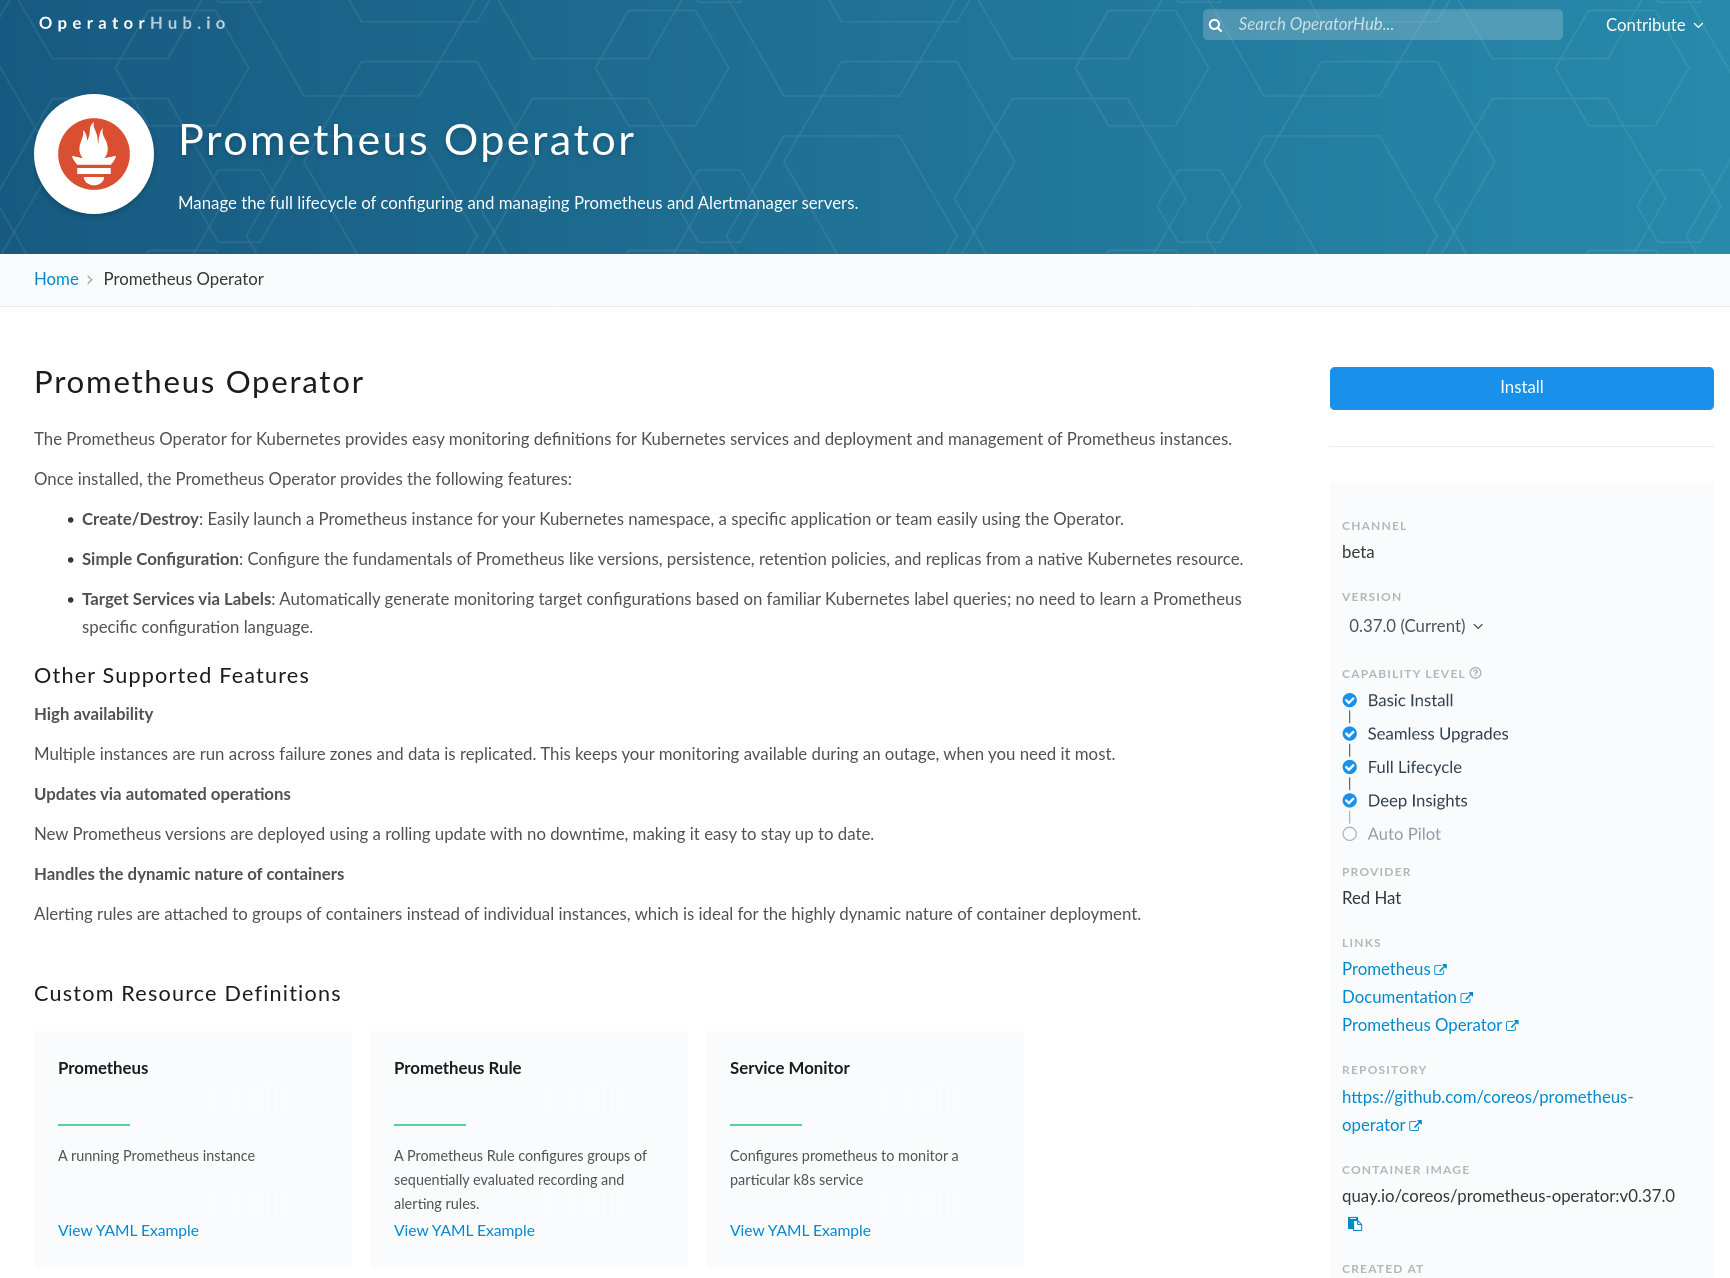 OperatorHub.io
Search OperatorHub...
Contribute
Prometheus Operator
Manage the full lifecycle of configuring and managing Prometheus and Alertmanager servers.
Home > Prometheus Operator
Prometheus Operator
The Prometheus Operator for Kubernetes provides easy monitoring definitions for Kubernetes services and deployment and management of Prometheus instances.
Once installed, the Prometheus Operator provides the following features:
• Create/Destroy: Easily launch a Prometheus instance for your Kubernetes namespace, a specific application or team easily using the Operator.
• Simple Configuration: Configure the fundamentals of Prometheus like versions, persistence, retention policies, and replicas from a native Kubernetes resource.
• Target Services via Labels: Automatically generate monitoring target configurations based on familiar Kubernetes label queries; no need to learn a Prometheus
specific configuration language.
Other Supported Features
High availability
Multiple instances are run across failure zones and data is replicated. This keeps your monitoring available during an outage, when you need it most.
Updates via automated operations
New Prometheus versions are deployed using a rolling update with no downtime, making it easy to stay up to date.
Handles the dynamic nature of containers
Alerting rules are attached to groups of containers instead of individual instances, which is ideal for the highly dynamic nature of container deployment.
Custom Resource Definitions
Prometheus
A running Prometheus instance
View YAML Example
Prometheus Rule
A Prometheus Rule configures groups of
sequentially evaluated recording and
alerting rules.
View YAML Example
Service Monitor
Configures prometheus to monitor a
particular k8s service
View YAML Example
Install
CHANNEL
beta
VERSION
0.37.0 (Current)
CAPABILITY LEVEL
Basic Install
Seamless Upgrades
Full Lifecycle
Deep Insights
Auto Pilot
PROVIDER
Red Hat
LINKS
Prometheus
Documentation
Prometheus Operator
REPOSITORY
https://github.com/coreos/prometheus-
operator
CONTAINER IMAGE
quay.io/coreos/prometheus-operator:v0.37.0
CREATED AT